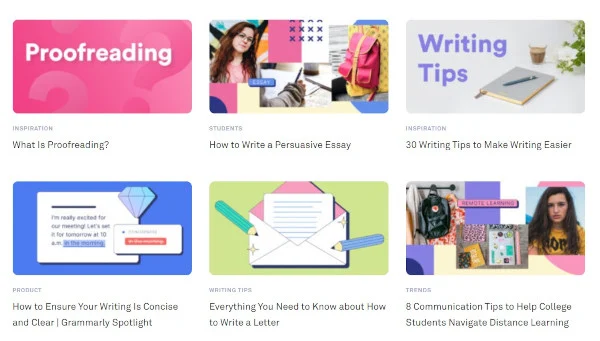 Proofreading
INSPIRATION
What Is Proofreading?
ESSAY
STUDENTS
How to Write a Persuasive Essay
Writing
Tips
INSPIRATION
30 Writing Tips to Make Writing Easier
I'm really excited for
our meeting! Let's set
it for tomorrow at 10
a.m. in the morning.
PRODUCT
How to Ensure Your Writing Is Concise
and Clear | Grammarly Spotlight
WRITING TIPS
Everything You Need to Know about How
to Write a Letter
REMOTE LEARNING
TRENDS
8 Communication Tips to Help College
Students Navigate Distance Learning